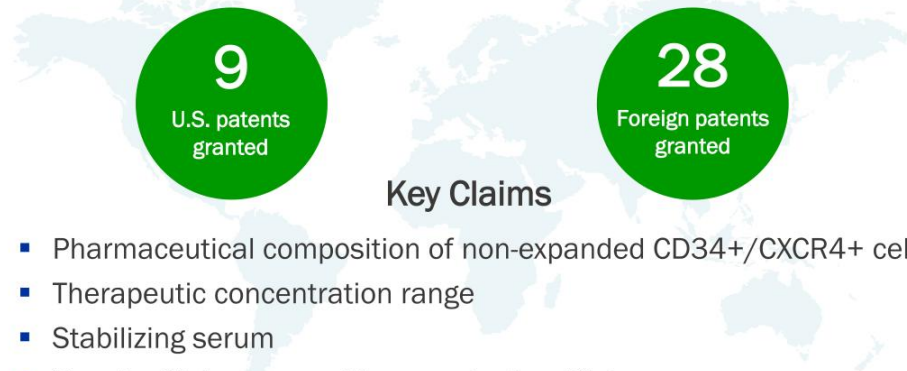 9
U.S. patents
granted
28
Foreign patents
granted
Key Claims
▪ Pharmaceutical composition of non-expanded CD34+/CXCR4+ cel
▪ Therapeutic concentration range
▪ Stabilizing serum